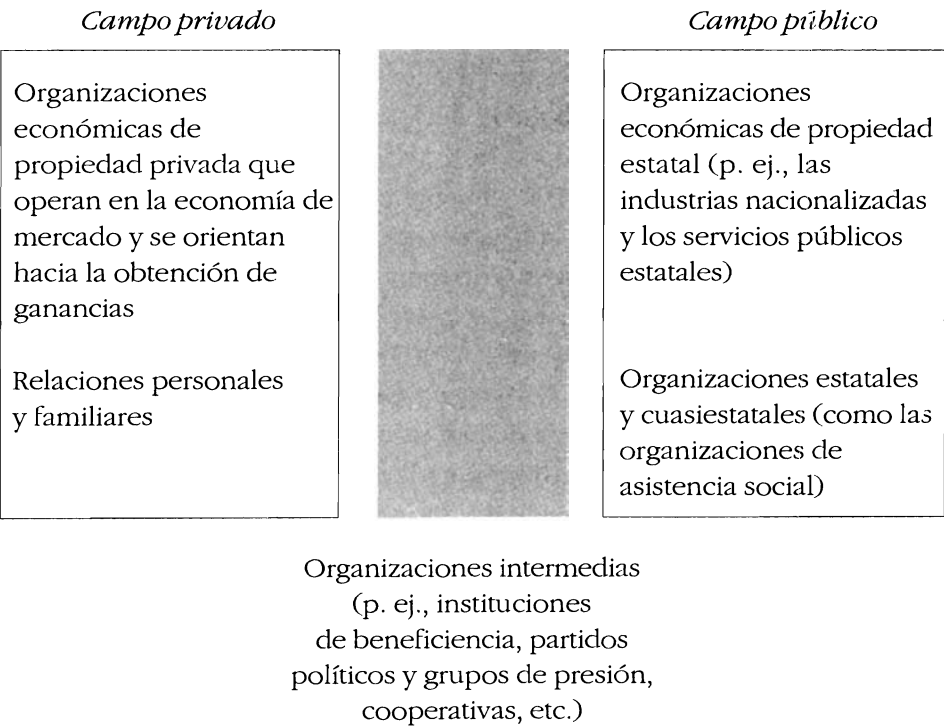 Campo privado
Organizaciones
económicas de
propiedad privada que
operan en la economía de
mercado y se orientan
hacia la obtención de
ganancias
Relaciones personales
y familiares
Campo público
Organizaciones
económicas de propiedad
estatal (p. ej., las
industrias nacionalizadas
y los servicios públicos
estatales)
Organizaciones estatales
y cuasiestatales (como las
organizaciones de
asistencia social)
Organizaciones intermedias
(p. ej., instituciones
de beneficiencia, partidos
políticos y grupos de presión,
cooperativas, etc.)